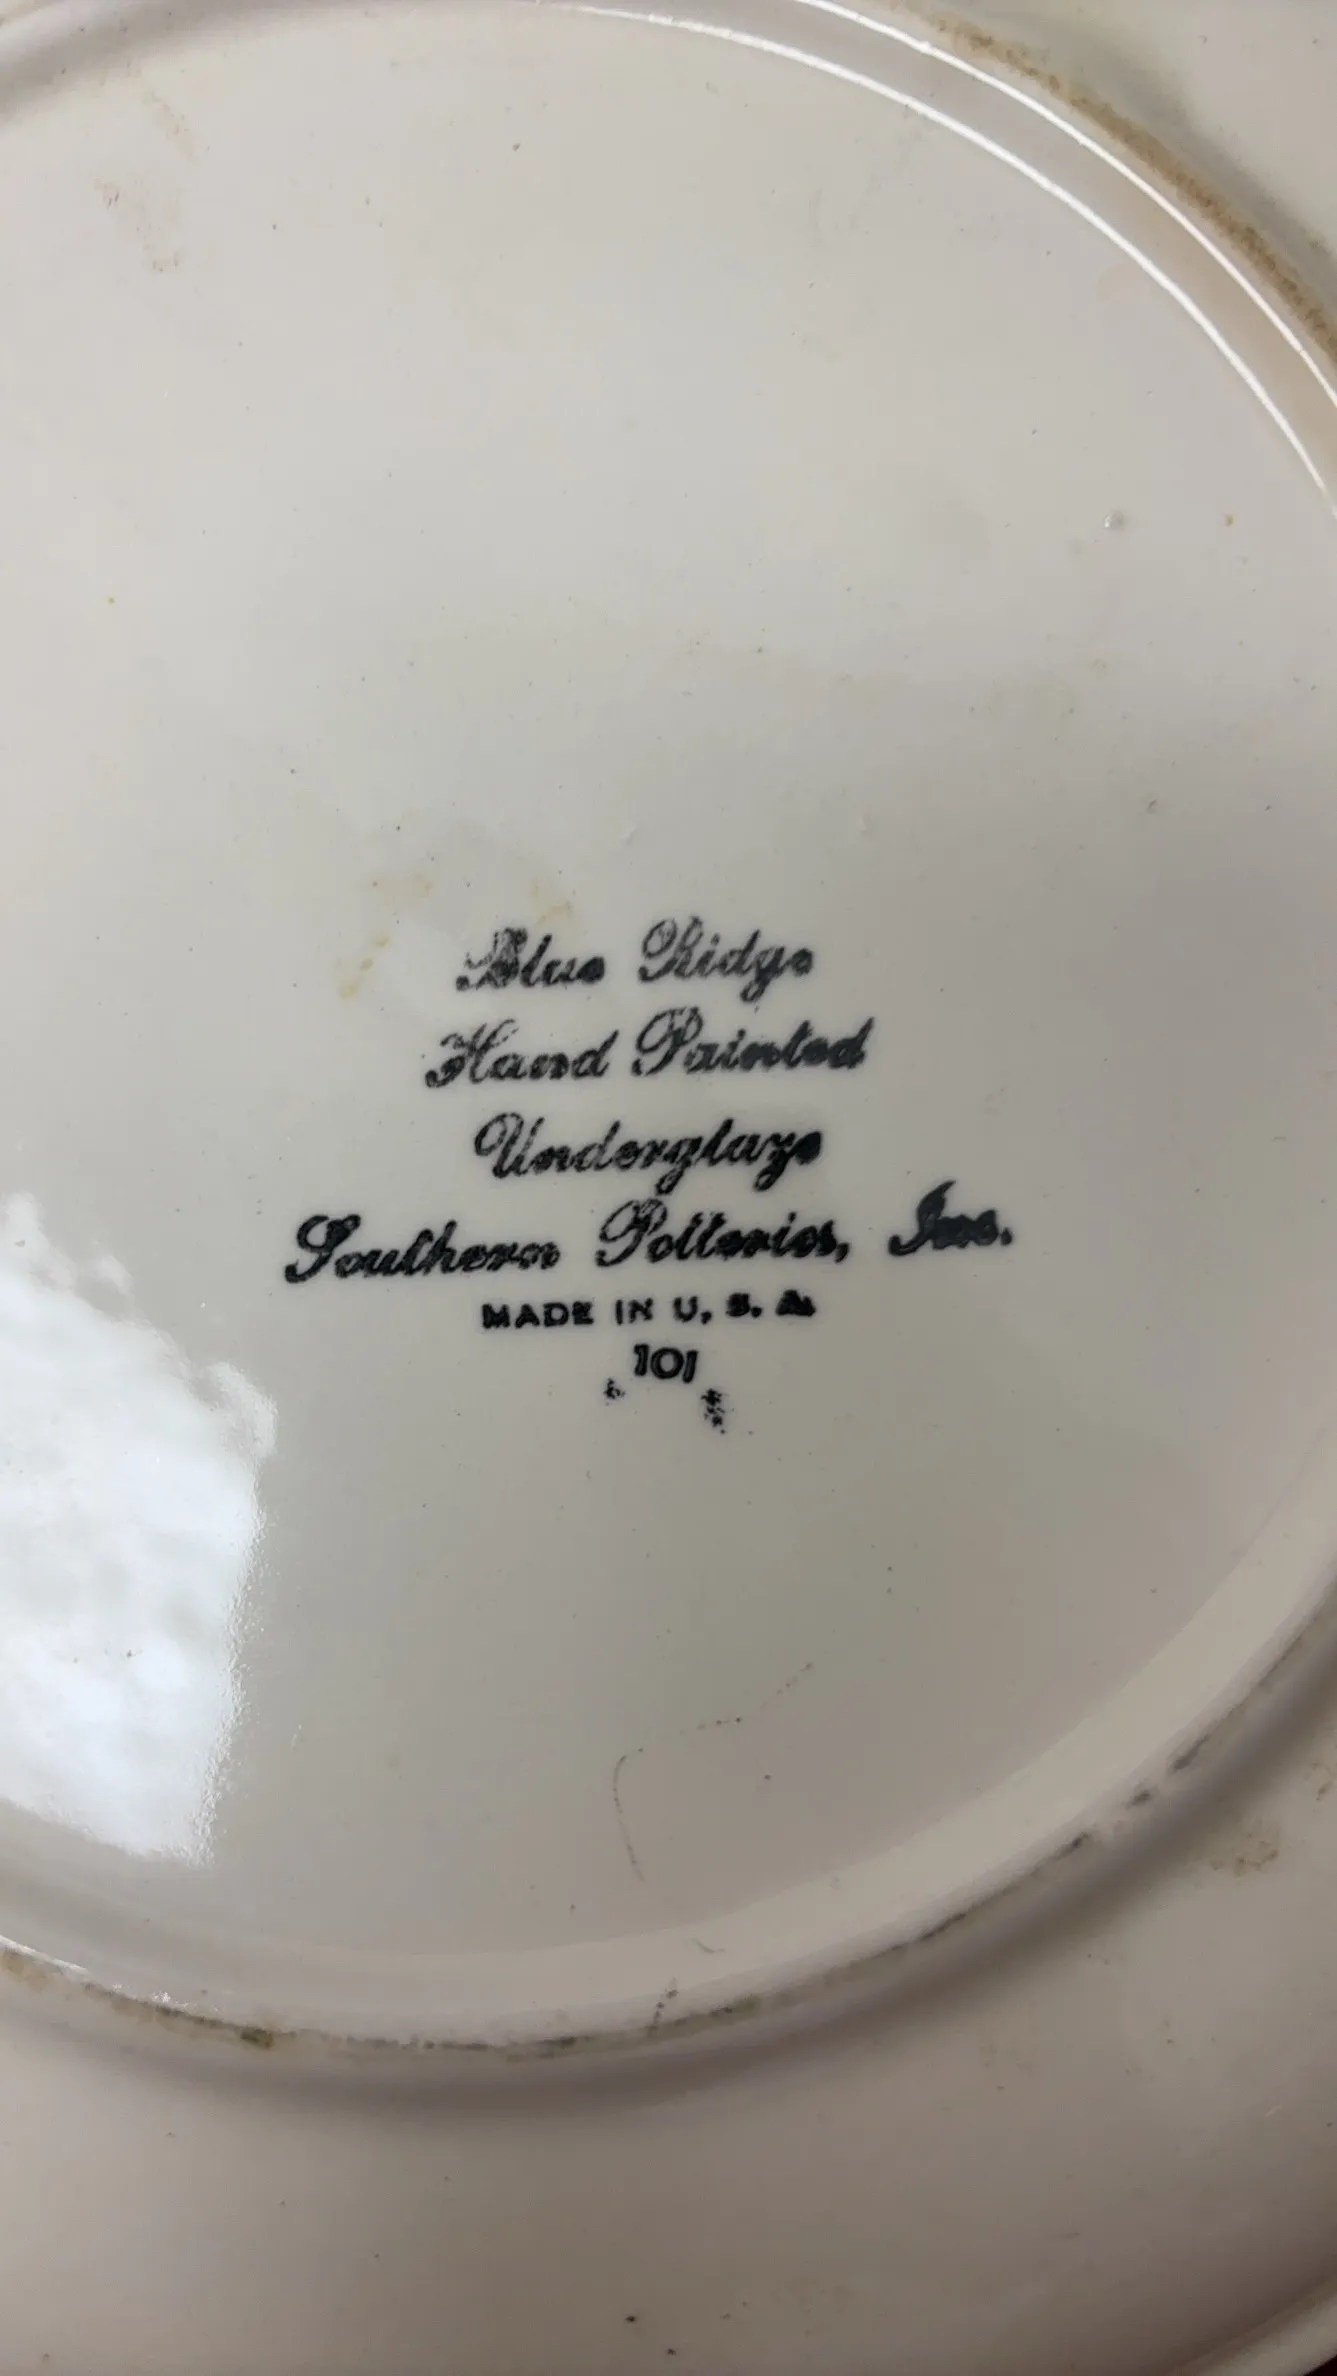 Blue Ridge
Hand Painted
Underglaze
Southern Potteries, Inc.
MADE IN U. S. A.
101